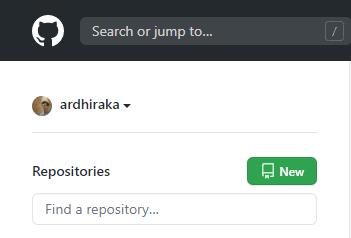 Search or jump to...
/
ardhiraka
Repositories
New
Find a repository...